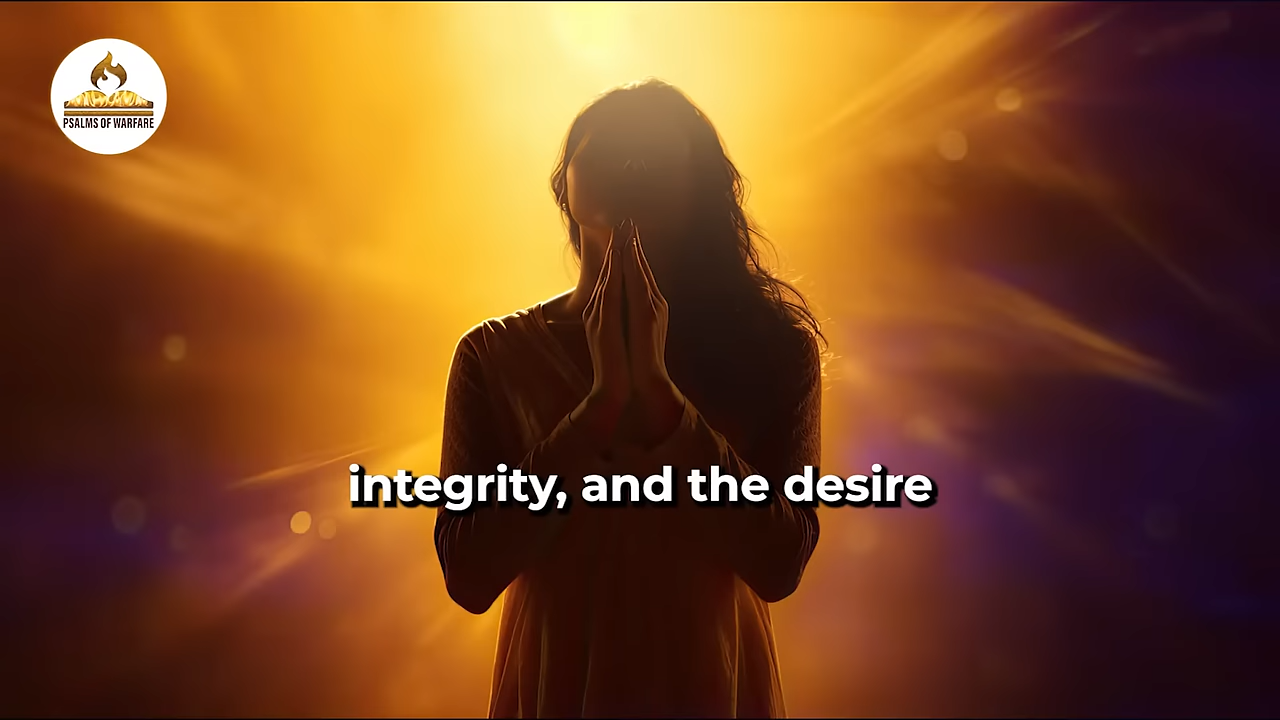 PSALMS OF WARFARE
integrity, and the desire